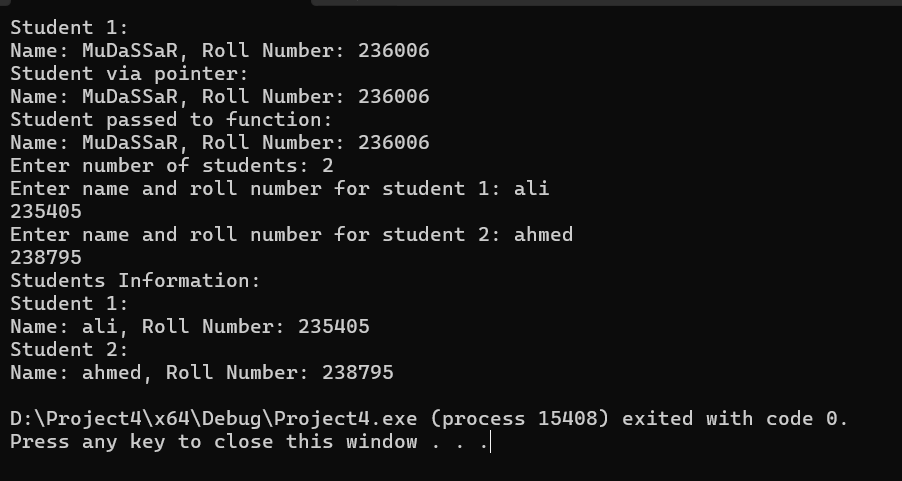 Student 1:
Name: MuDaSSaR, Roll Number: 236006
Student via pointer:
Name: MuDaSSaR, Roll Number: 236006
Student passed to function:
Name: MuDaSSaR, Roll Number: 236006
Enter number of students: 2
Enter name and roll number for student 1: ali
235405
Enter name and roll number for student 2: ahmed
238795
Students Information:
Student 1:
Name: ali, Roll Number: 235405
Student 2:
Name: ahmed, Roll Number: 238795
D:\Project4\x64\Debug\Project4.exe (process 15408) exited with code 0.
Press any key to close this window . . .